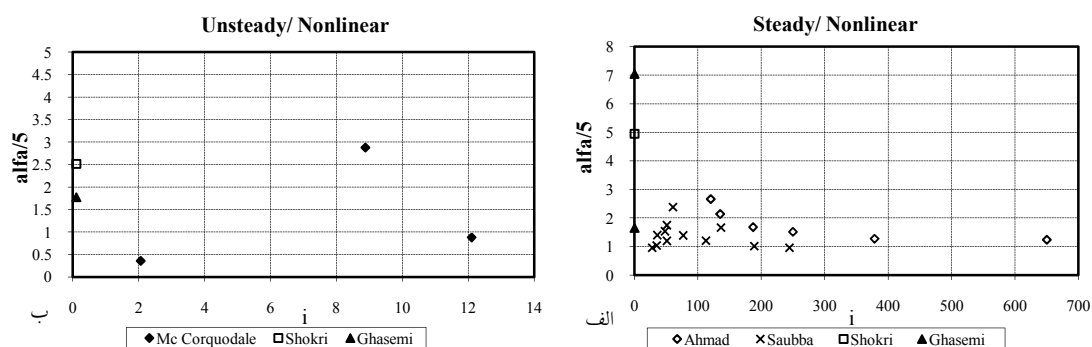 Unsteady/ Nonlinear
5
4.5
4
3.5
3
2.5
2
1.5
1
0.5
0
alfa/5
0 2 4 6 8 10 12 14
i
ب
Mc Corquodale Shokri Ghasemi
Steady/ Nonlinear
8
7
6
5
4
3
2
1
0
alfa/5
0 100 200 300 400 500 600 700
i
الف
Ahmad Saubba Shokri Ghasemi